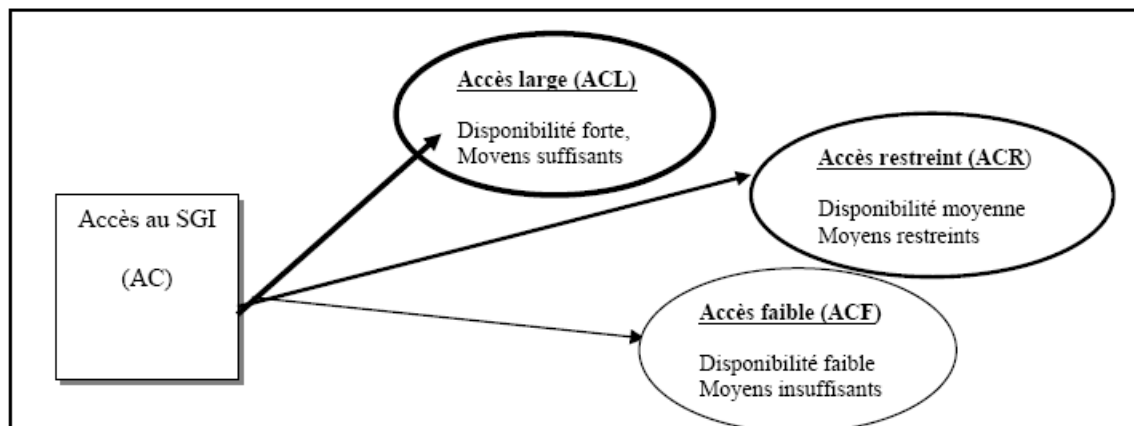 Accès au SGI
(AC)
Accès large (ACL)
Disponibilité forte,
Moyens suffisants
Accès restreint (ACR)
Disponibilité moyenne
Moyens restreints
Accès faible (ACF)
Disponibilité faible
Moyens insuffisants